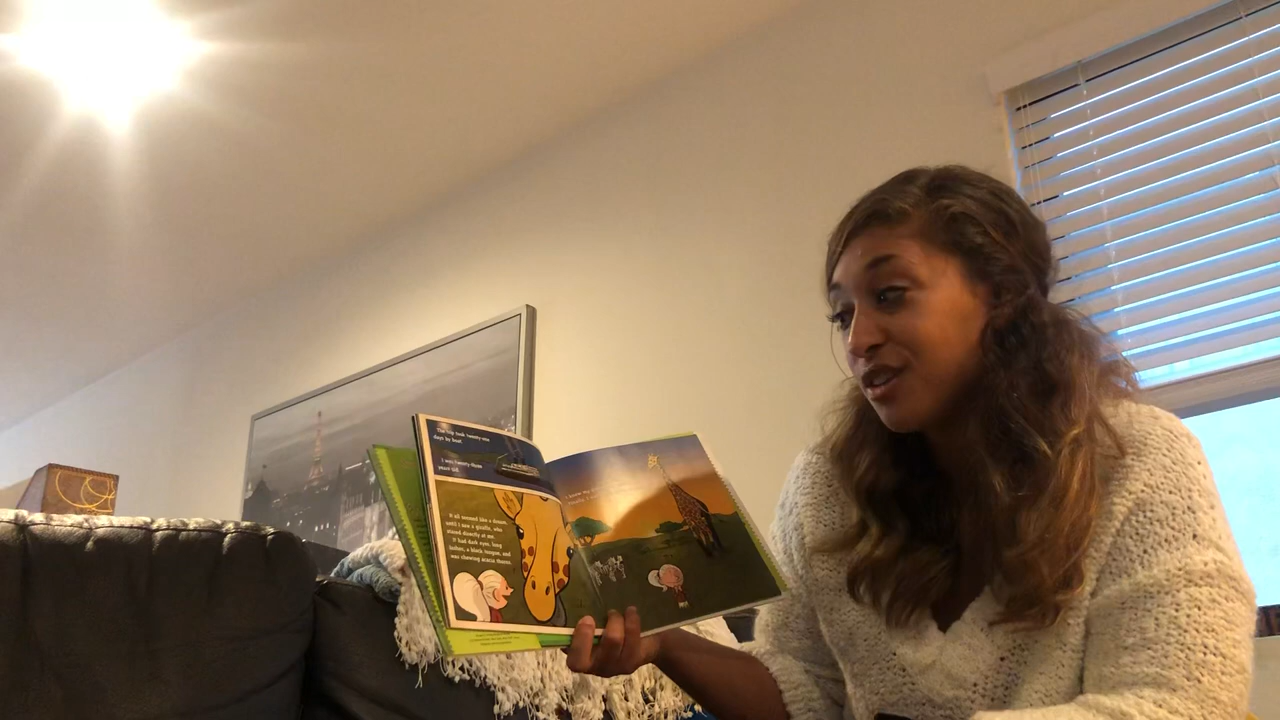 The trip took twenty-one
days by boat.
I was twenty-three
years old.
It all seemed like a dream,
until I saw a giraffe, who
stared directly at me.
It had dark eyes, long
lashes, a black tongue, and
was chewing acacia thorns.
I knew my